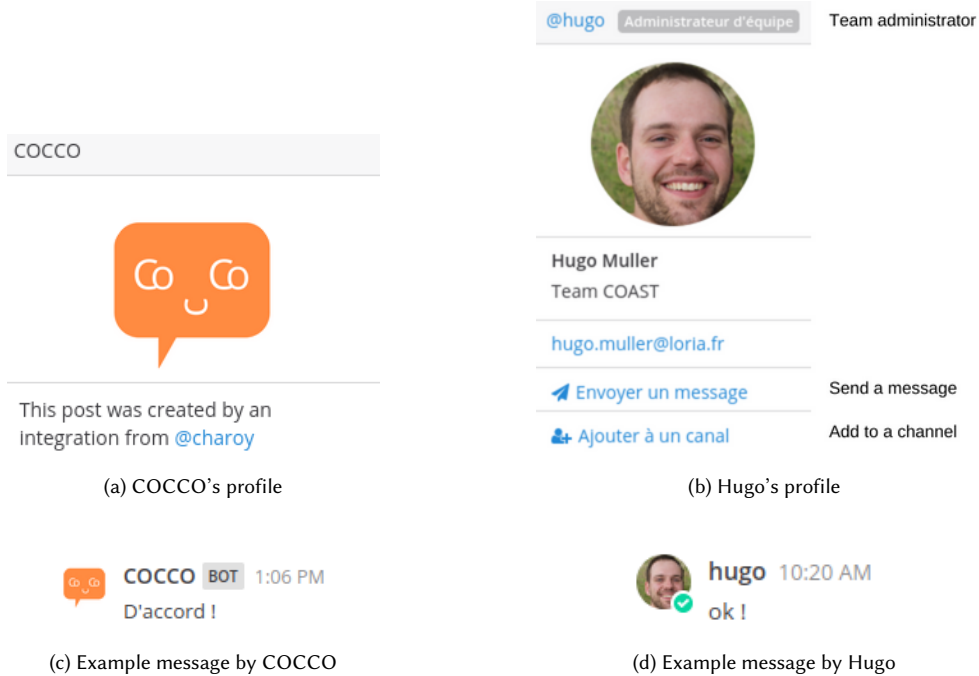 COCCO
Co Co
This post was created by an
integration from @charoy
(a) COCCO's profile
@hugo Administrateur d'équipe Team administrator
Hugo Muller
Team COAST
hugo.muller@loria.fr
Envoyer un message Send a message
Ajouter à un canal Add to a channel
(b) Hugo's profile
Co Co
COCCO BOT 1:06 PM
D'accord !
(c) Example message by COCCO
hugo 10:20 AM
ok !
(d) Example message by Hugo